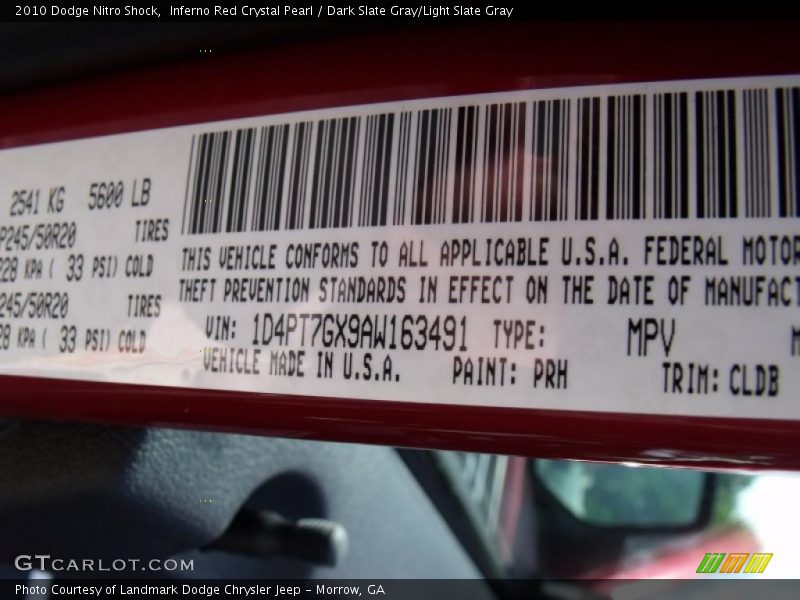 2010 Dodge Nitro Shock,  Inferno Red Crystal Pearl / Dark Slate Gray/Light Slate Gray
2541 KG 5600 LB
P245/50R20 TIRES
228 KPA ( 33 PSI) COLD
245/50R20 TIRES
28 KPA ( 33 PSI) COLD
THIS VEHICLE CONFORMS TO ALL APPLICABLE U.S.A. FEDERAL MOTOR
THEFT PREVENTION STANDARDS IN EFFECT ON THE DATE OF MANUFACT
VIN: 1D4PT7GX9AW163491 TYPE: MPV
VEHICLE MADE IN U.S.A. PAINT: PRH TRIM: CLDB
GTCARLOT.COM
Photo Courtesy of Landmark Dodge Chrysler Jeep - Morrow, GA